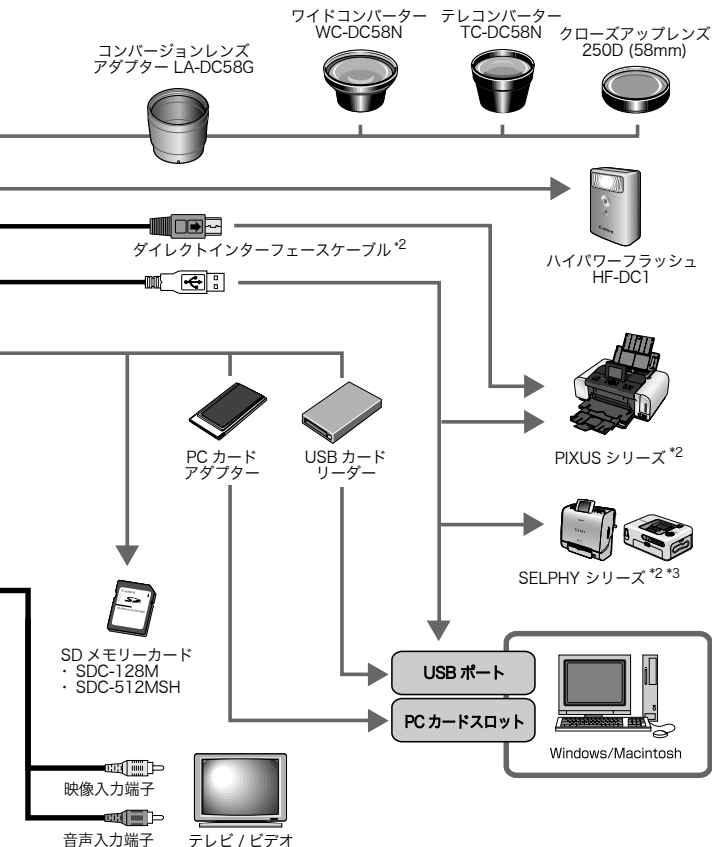 ワイドコンバーター
WC-DC58N
テレコンバーター
TC-DC58N
クローズアップレンズ
250D (58mm)
コンバージョンレンズ
アダプター LA-DC58G
ダイレクトインターフェースケーブル*2
ハイパワーフラッシュ
HF-DC1
PC カード
アダプター
USB カード
リーダー
PIXUS シリーズ*2
SELPHY シリーズ*2 *3
SD メモリーカード
・ SDC-128M
・ SDC-512MSH
USB ポート
PC カードスロット
Windows/Macintosh
映像入力端子
音声入力端子
テレビ / ビデオ